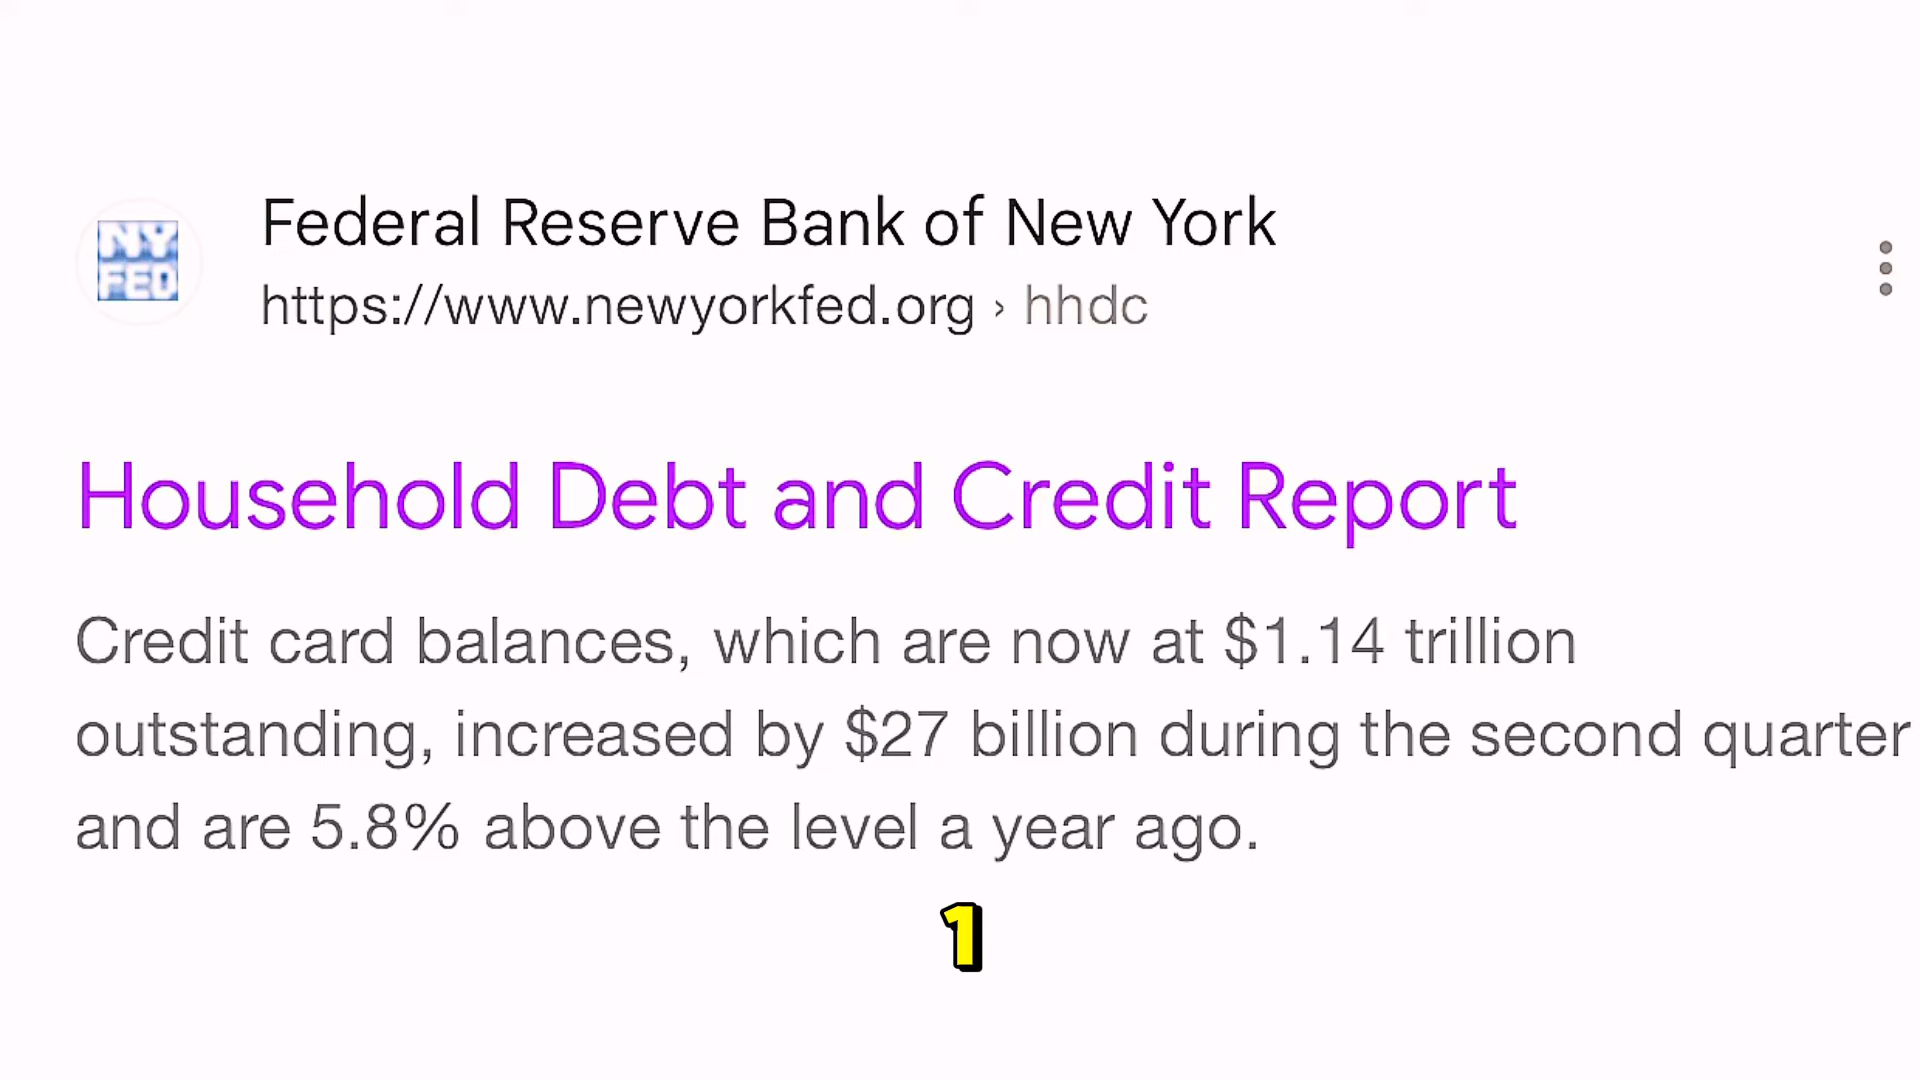 NY
FED
Federal Reserve Bank of New York
https://www.newyorkfed.org › hhdc
Household Debt and Credit Report
Credit card balances, which are now at $1.14 trillion
outstanding, increased by $27 billion during the second quarter
and are 5.8% above the level a year ago.
1